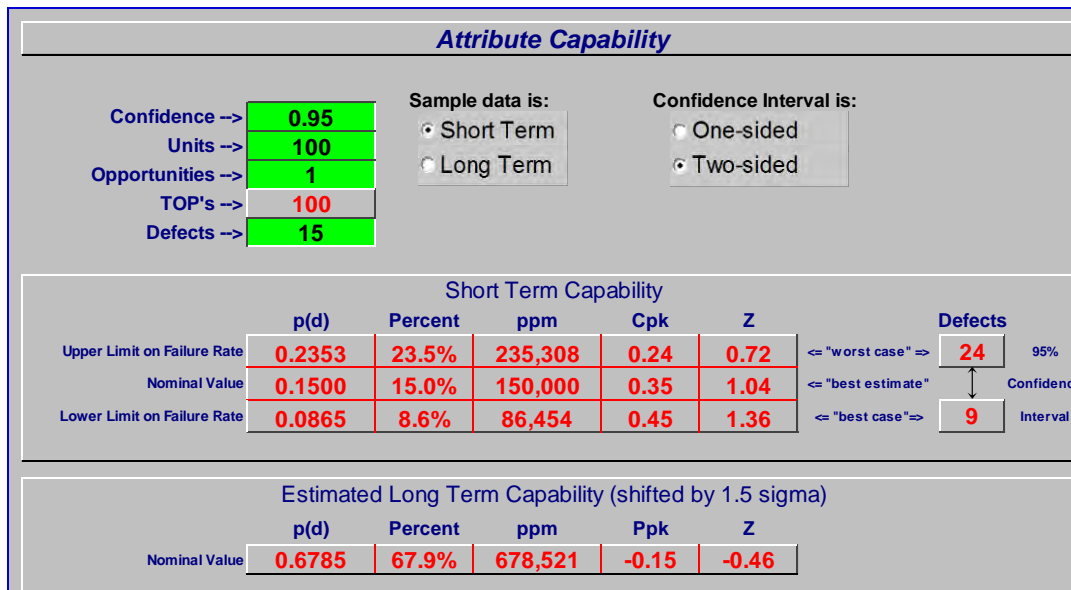 Attribute Capability
Sample data is: Confidence Interval is:
Confidence --> 0.95
Short Term One-sided
Units --> 100
Long Term Two-sided
Opportunities --> 1
TOP's --> 100
Defects --> 15
Short Term Capability
p(d) Percent ppm Cpk Z Defects
Upper Limit on Failure Rate 0.2353 23.5% 235,308 0.24 0.72 <= "worst case" => 24 95%
Nominal Value 0.1500 15.0% 150,000 0.35 1.04 <= "best estimate" Confidenc
Lower Limit on Failure Rate 0.0865 8.6% 86,454 0.45 1.36 <= "best case"=> 9 Interval
Estimated Long Term Capability (shifted by 1.5 sigma)
p(d) Percent ppm Ppk Z
Nominal Value 0.6785 67.9% 678,521 -0.15 -0.46